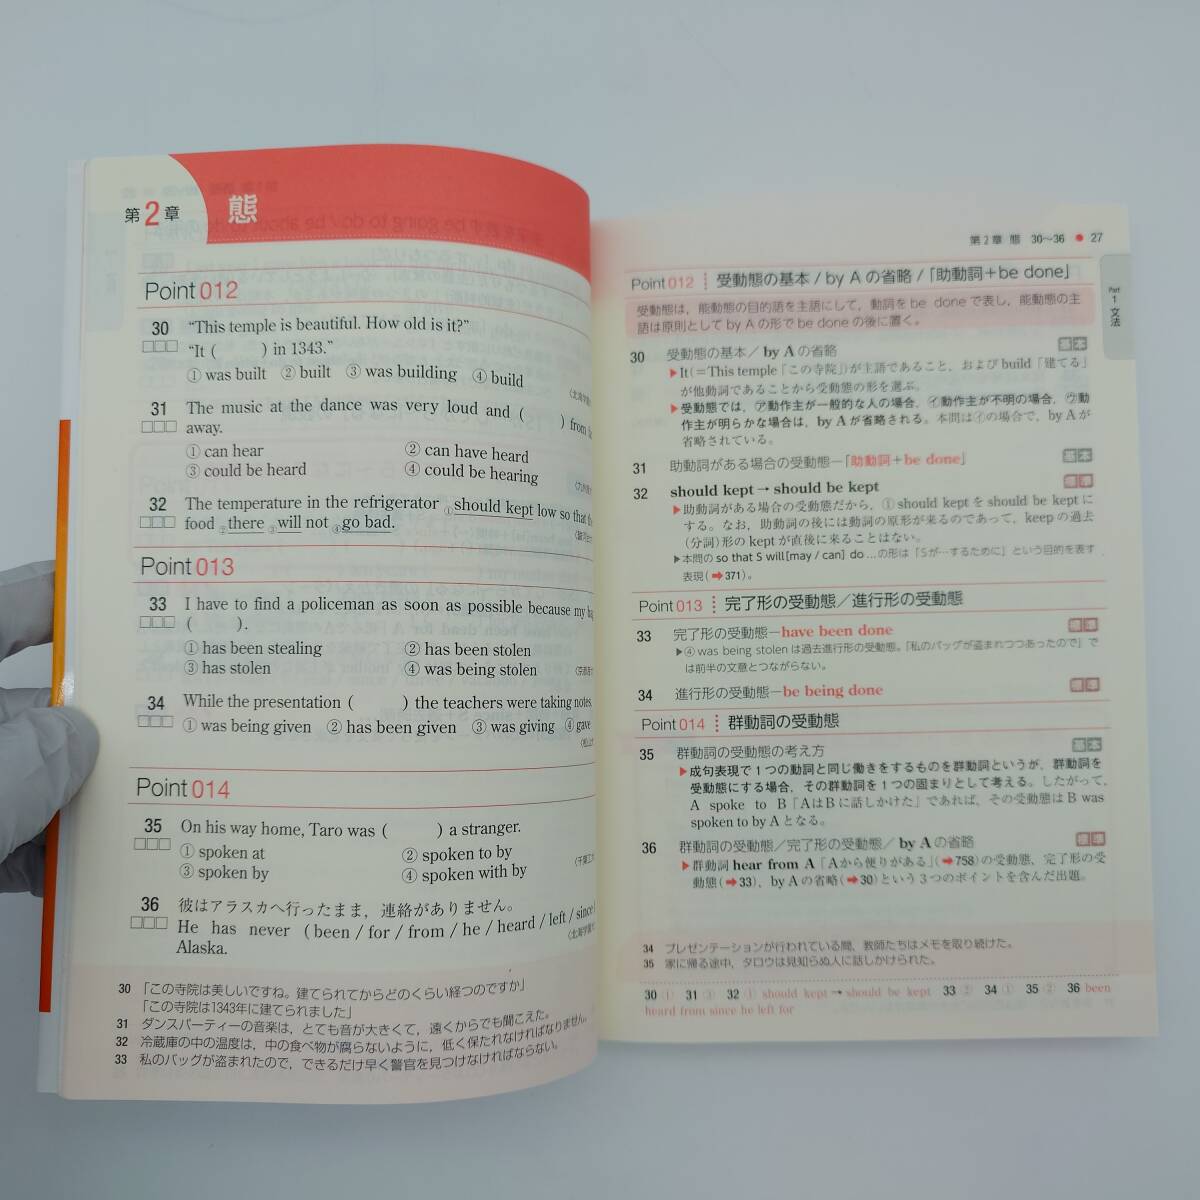 第2章 態
Point 012
30 “This temple is beautiful. How old is it?”
“It ( ) in 1343.”
① was built ② built ③ was building ④ build
31 The music at the dance was very loud and ( ) from
away.
① can hear ② can have heard
③ could be heard ④ could be hearing
32 The temperature in the refrigerator ①should kept low so that
food ②there ③will not ④go bad.
Point 013
33 I have to find a policeman as soon as possible because my
( ).
① has been stealing ② has been stolen
③ has stolen ④ was being stolen
34 While the presentation ( ) the teachers were taking notes.
① was being given ② has been given ③ was giving ④ gave
Point 014
35 On his way home, Taro was ( ) a stranger.
① spoken at ② spoken to by
③ spoken by ④ spoken with by
36 彼はアラスカへ行ったまま，連絡がありません。
He has never (been / for / from / he / heard / left / since
Alaska.
30 「この寺院は美しいですね。建てられてからどのくらい経つのですか」
「この寺院は1343年に建てられました」
31 ダンスパーティーの音楽は，とても音が大きくて，遠くからでも聞こえた。
32 冷蔵庫の中の温度は，中の食べ物が腐らないように，低く保たれなければなりません。
33 私のバッグが盗まれたので，できるだけ早く警官を見つけなければならない。
第2章 態 30～36 ● 27
Part 1 文法
Point 012 受動態の基本 / by A の省略 /「助動詞＋be done」
受動態は，能動態の目的語を主語にして，動詞を be done で表し，能動態の主
語は原則として by A の形で be done の後に置く。
30 受動態の基本／by A の省略 基本
▶It (＝This temple「この寺院」)が主語であること，および build「建てる」
が他動詞であることから受動態の形を選ぶ。
▶受動態では，㋐動作主が一般的な人の場合，㋑動作主が不明の場合，㋒動
作主が明らかな場合は，by A が省略される。本問は㋑の場合で，by A が
省略されている。
31 助動詞がある場合の受動態－「助動詞＋be done」 基本
32 should kept → should be kept 標準
▶助動詞がある場合の受動態だから，① should kept を should be kept に
する。なお，助動詞の後には動詞の原形が来るのであって，keep の過去
(分詞)形の kept が直後に来ることはない。
▶本問の so that S will[may / can] do …の形は「Sが…するために」という目的を表す
表現(➡371)。
Point 013 完了形の受動態／進行形の受動態
33 完了形の受動態－have been done 標準
▶④ was being stolen は過去進行形の受動態。「私のバッグが盗まれつつあったので」で
は前半の文意とつながらない。
34 進行形の受動態－be being done 標準
Point 014 群動詞の受動態
35 群動詞の受動態の考え方 基本
▶成句表現で1つの動詞と同じ働きをするものを群動詞というが，群動詞を
受動態にする場合，その群動詞を1つの固まりとして考える。したがって，
A spoke to B「AはBに話しかけた」であれば，その受動態は B was
spoken to by A となる。
36 群動詞の受動態／完了形の受動態／by A の省略 標準
▶群動詞 hear from A「Aから便りがある」(➡758)の受動態，完了形の受
動態(➡33)，by A の省略(➡30)という3つのポイントを含んだ出題。
34 プレゼンテーションが行われている間，教師たちはメモを取り続けた。
35 家に帰る途中，タロウは見知らぬ人に話しかけられた。
30 ① 31 ③ 32 ① should kept → should be kept 33 ② 34 ① 35 ② 36 been
heard from since he left for